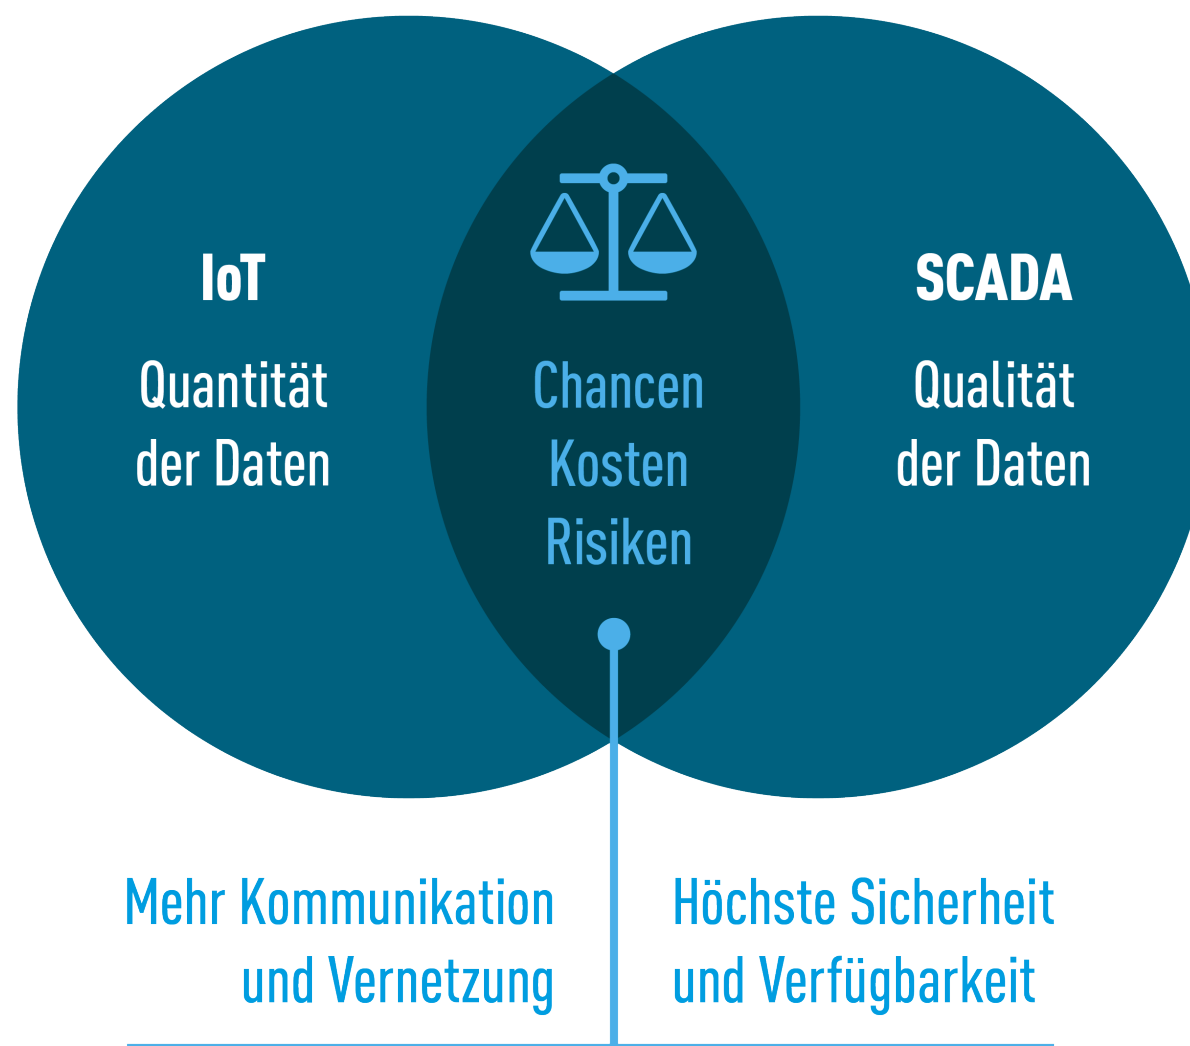 IoT
Quantität
der Daten
Chancen
Kosten
Risiken
SCADA
Qualität
der Daten
Mehr Kommunikation
und Vernetzung
Höchste Sicherheit
und Verfügbarkeit